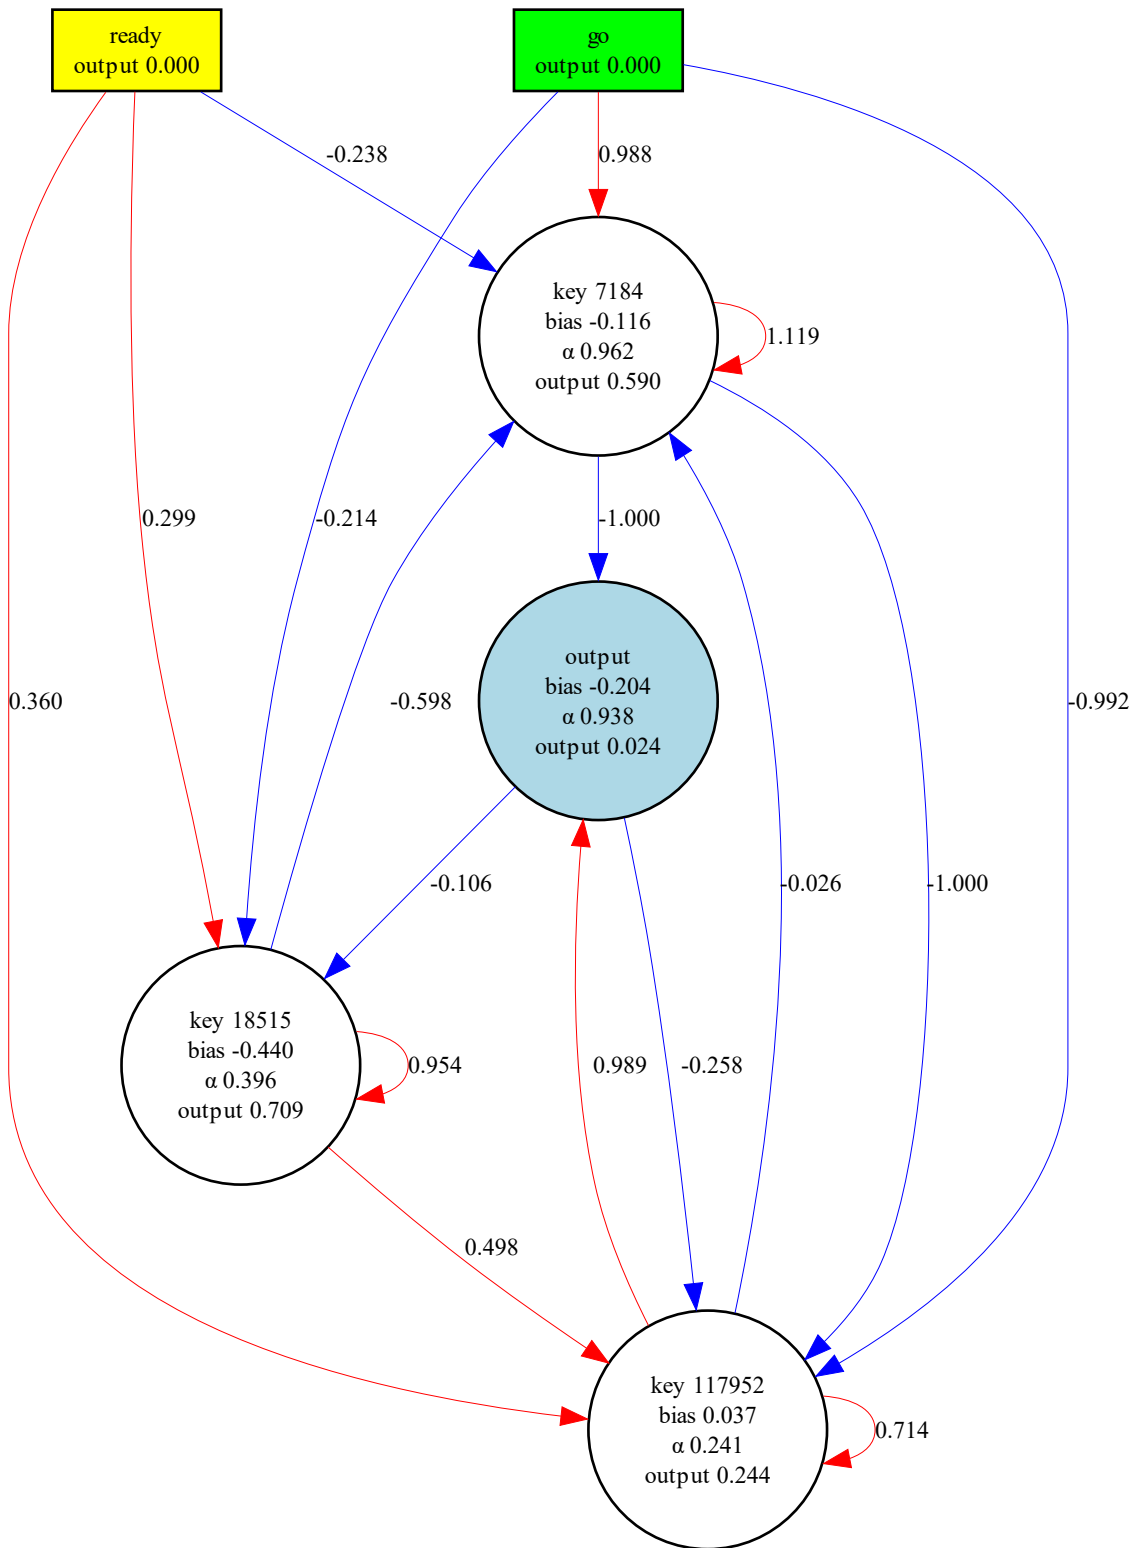 ready
output 0.000
go
output 0.000
-0.238
0.988
key 7184
bias -0.116
α 0.962
output 0.590
1.119
0.299
-0.214
-1.000
output
bias -0.204
α 0.938
output 0.024
0.360
-0.598
-0.992
-0.106
-0.026
-1.000
key 18515
bias -0.440
α 0.396
output 0.709
0.954
0.989
-0.258
0.498
key 117952
bias 0.037
α 0.241
output 0.244
0.714